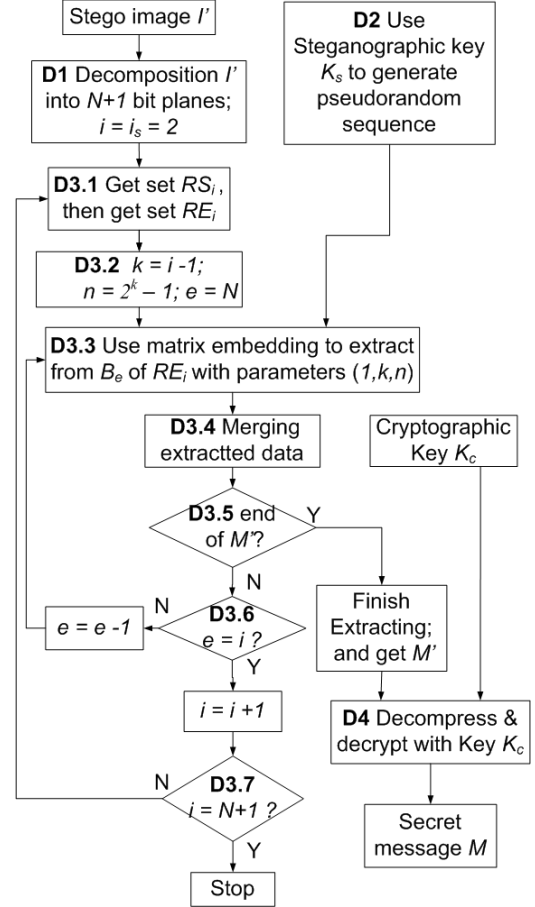 Stego image I'
D1 Decomposition I'
into N+1 bit planes;
i = iₛ = 2
D2 Use
Steganographic key
Kₛ to generate
pseudorandom
sequence
D3.1 Get set RSᵢ,
then get set REᵢ
D3.2 k = i -1;
n = 2ᵏ – 1; e = N
D3.3 Use matrix embedding to extract
from Bₑ of REᵢ with parameters (1,k,n)
D3.4 Merging
extractted data
Cryptographic
Key K_c
D3.5 end
of M'?
Y
N
D3.6
e = i ?
N
e = e -1
Y
Finish
Extracting;
and get M'
i = i +1
D4 Decompress &
decrypt with Key K_c
D3.7
i = N+1 ?
N
Y
Secret
message M
Stop